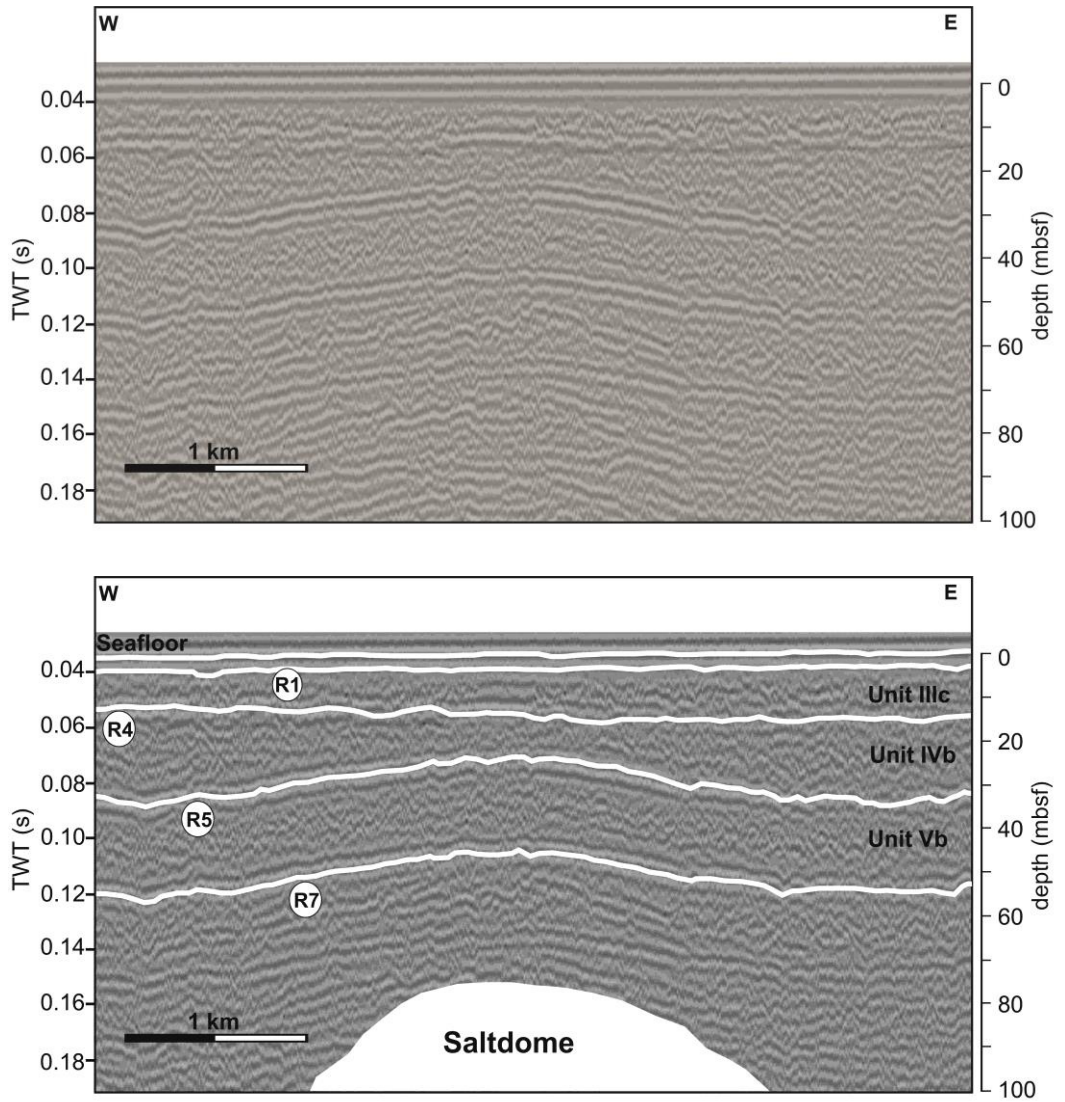 W E
0.04
0.06
0.08
0.10
0.12
0.14
0.16
0.18
TWT (s)
1 km
0
20
40
60
80
100
depth (mbsf)
W E
Seafloor
R1
Unit IIIc
R4
Unit IVb
R5
Unit Vb
R7
Saltdome
1 km
0.04
0.06
0.08
0.10
0.12
0.14
0.16
0.18
TWT (s)
0
20
40
60
80
100
depth (mbsf)